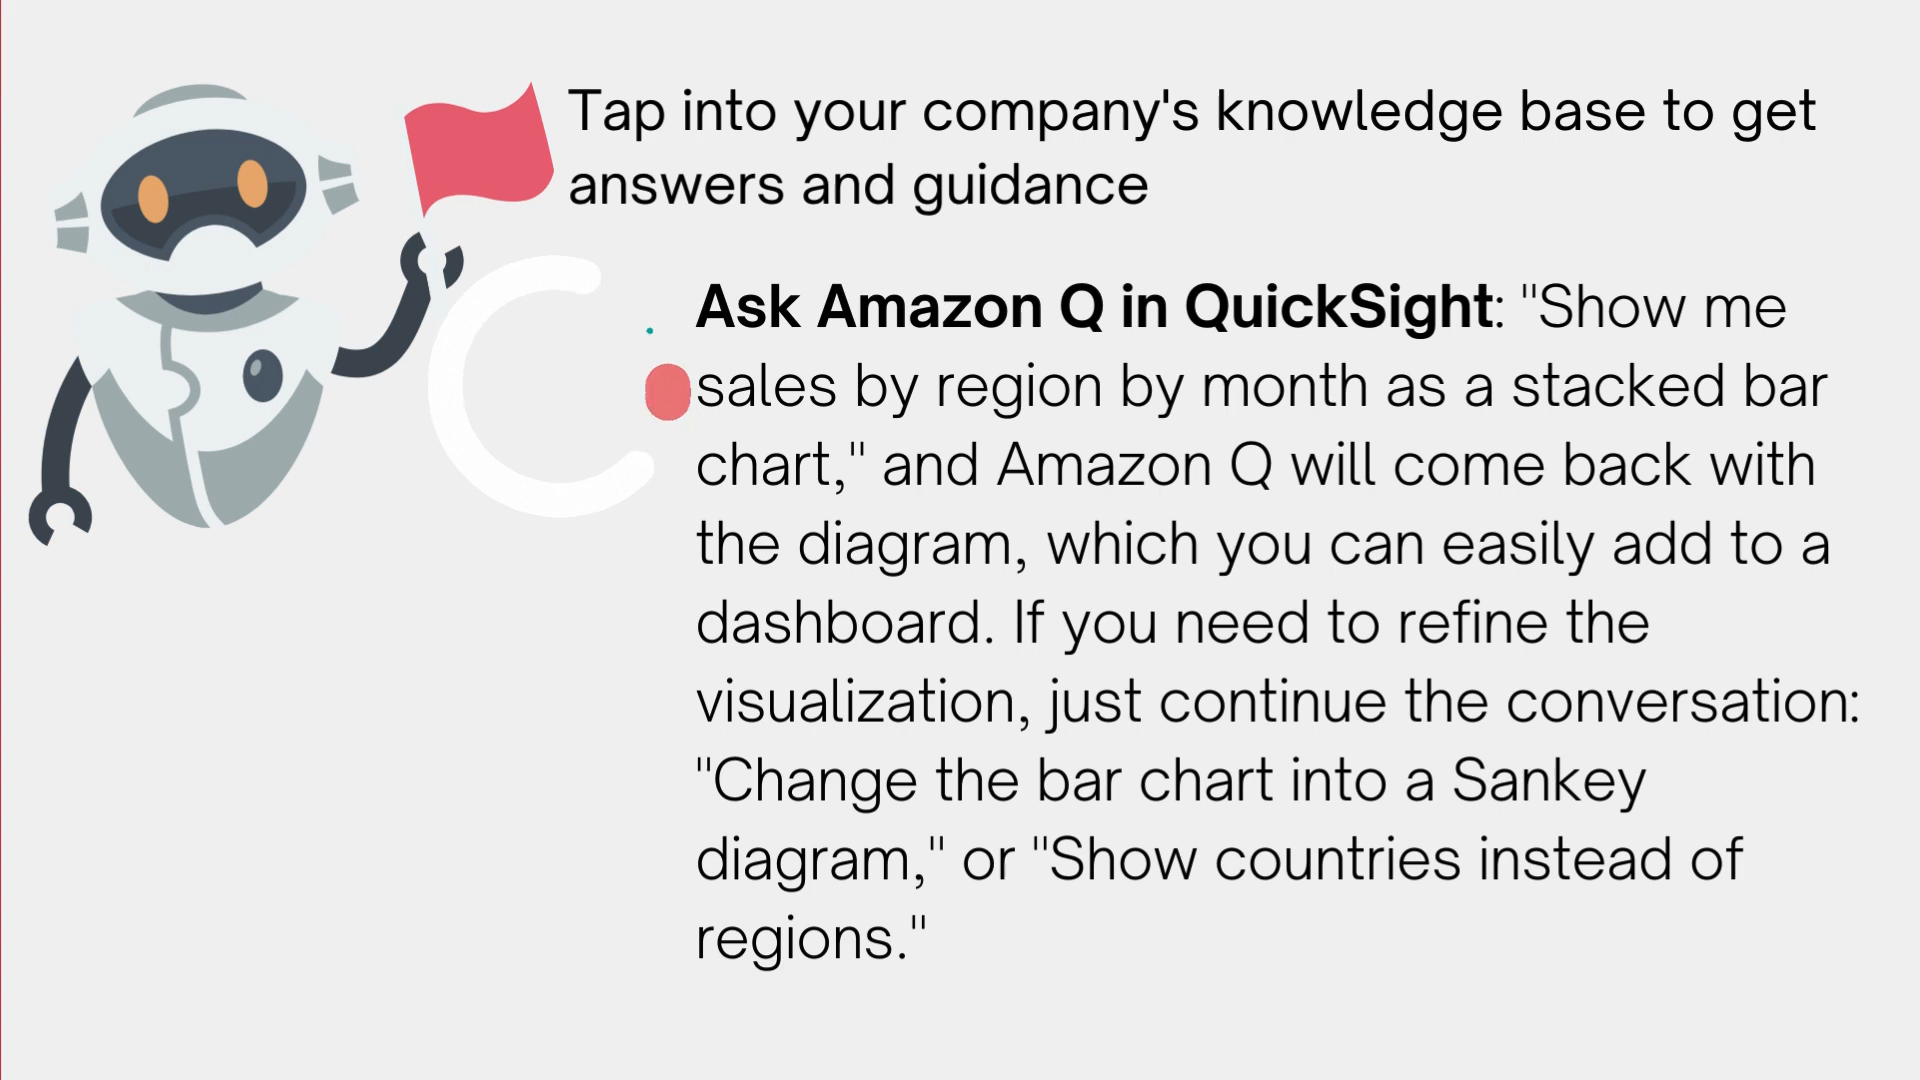 Tap into your company's knowledge base to get
answers and guidance
Ask Amazon Q in QuickSight: "Show me
sales by region by month as a stacked bar
chart," and Amazon Q will come back with
the diagram, which you can easily add to a
dashboard. If you need to refine the
visualization, just continue the conversation:
"Change the bar chart into a Sankey
diagram," or "Show countries instead of
regions."